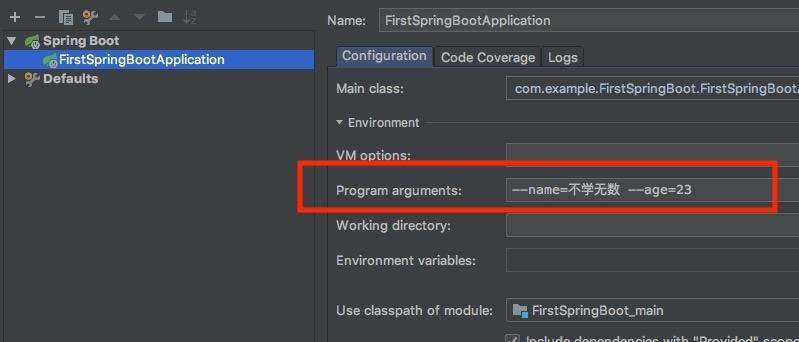 Name: FirstSpringBootApplication
Spring Boot
FirstSpringBootApplication
Defaults
Configuration Code Coverage Logs
Main class: com.example.FirstSpringBoot.FirstSpringBoot
Environment
VM options:
Program arguments: --name=不学无数 --age=23
Working directory:
Environment variables:
Use classpath of module: FirstSpringBoot_main
Include dependencies with "Provided" scope